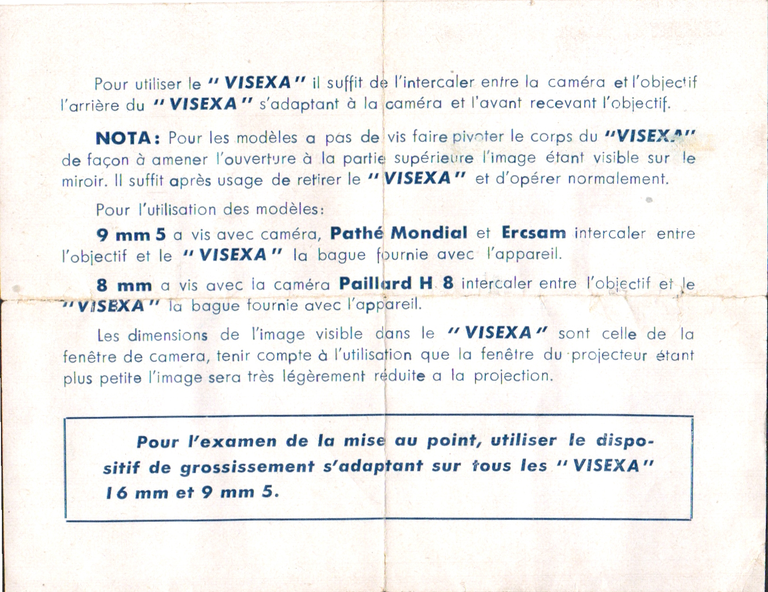 Pour utiliser le " VISEXA " il suffit de l'intercaler entre la caméra et l'objectif
l'arrière du " VISEXA " s'adaptant à la caméra et l'avant recevant l'objectif.
NOTA : Pour les modèles a pas de vis faire pivoter le corps du "VISEXA"
de façon à amener l'ouverture à la partie supérieure l'image étant visible sur le
miroir. Il suffit après usage de retirer le " VISEXA " et d'opérer normalement.
Pour l'utilisation des modèles :
9 mm 5 a vis avec caméra, Pathé Mondial et Ercsam intercaler entre
l'objectif et le " VISEXA " la bague fournie avec l'appareil.
8 mm a vis avec la caméra Paillard H 8 intercaler entre l'objectif et le
" VISEXA " la bague fournie avec l'appareil.
Les dimensions de l'image visible dans le " VISEXA " sont celle de la
fenêtre de camera, tenir compte à l'utilisation que la fenêtre du projecteur étant
plus petite l'image sera très légèrement réduite a la projection.
Pour l'examen de la mise au point, utiliser le dispo-
sitif de grossissement s'adaptant sur tous les " VISEXA "
16 mm et 9 mm 5.